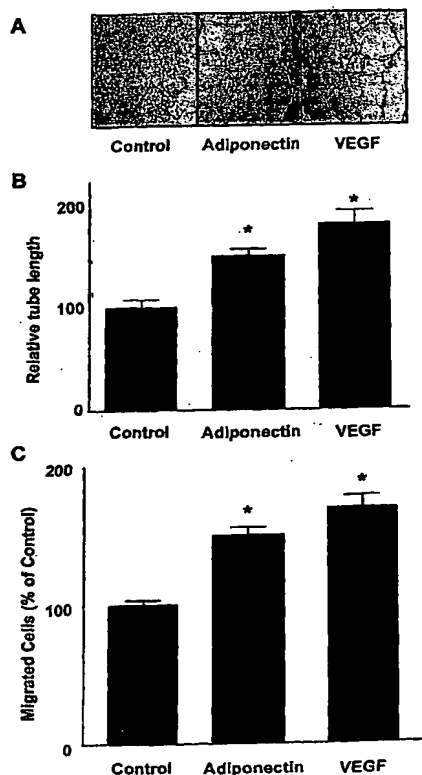 A
Control Adiponectin VEGF
B
Relative tube length
200
100
0
* *
Control Adiponectin VEGF
C
Migrated Cells (% of Control)
200
100
0
* *
Control Adiponectin VEGF